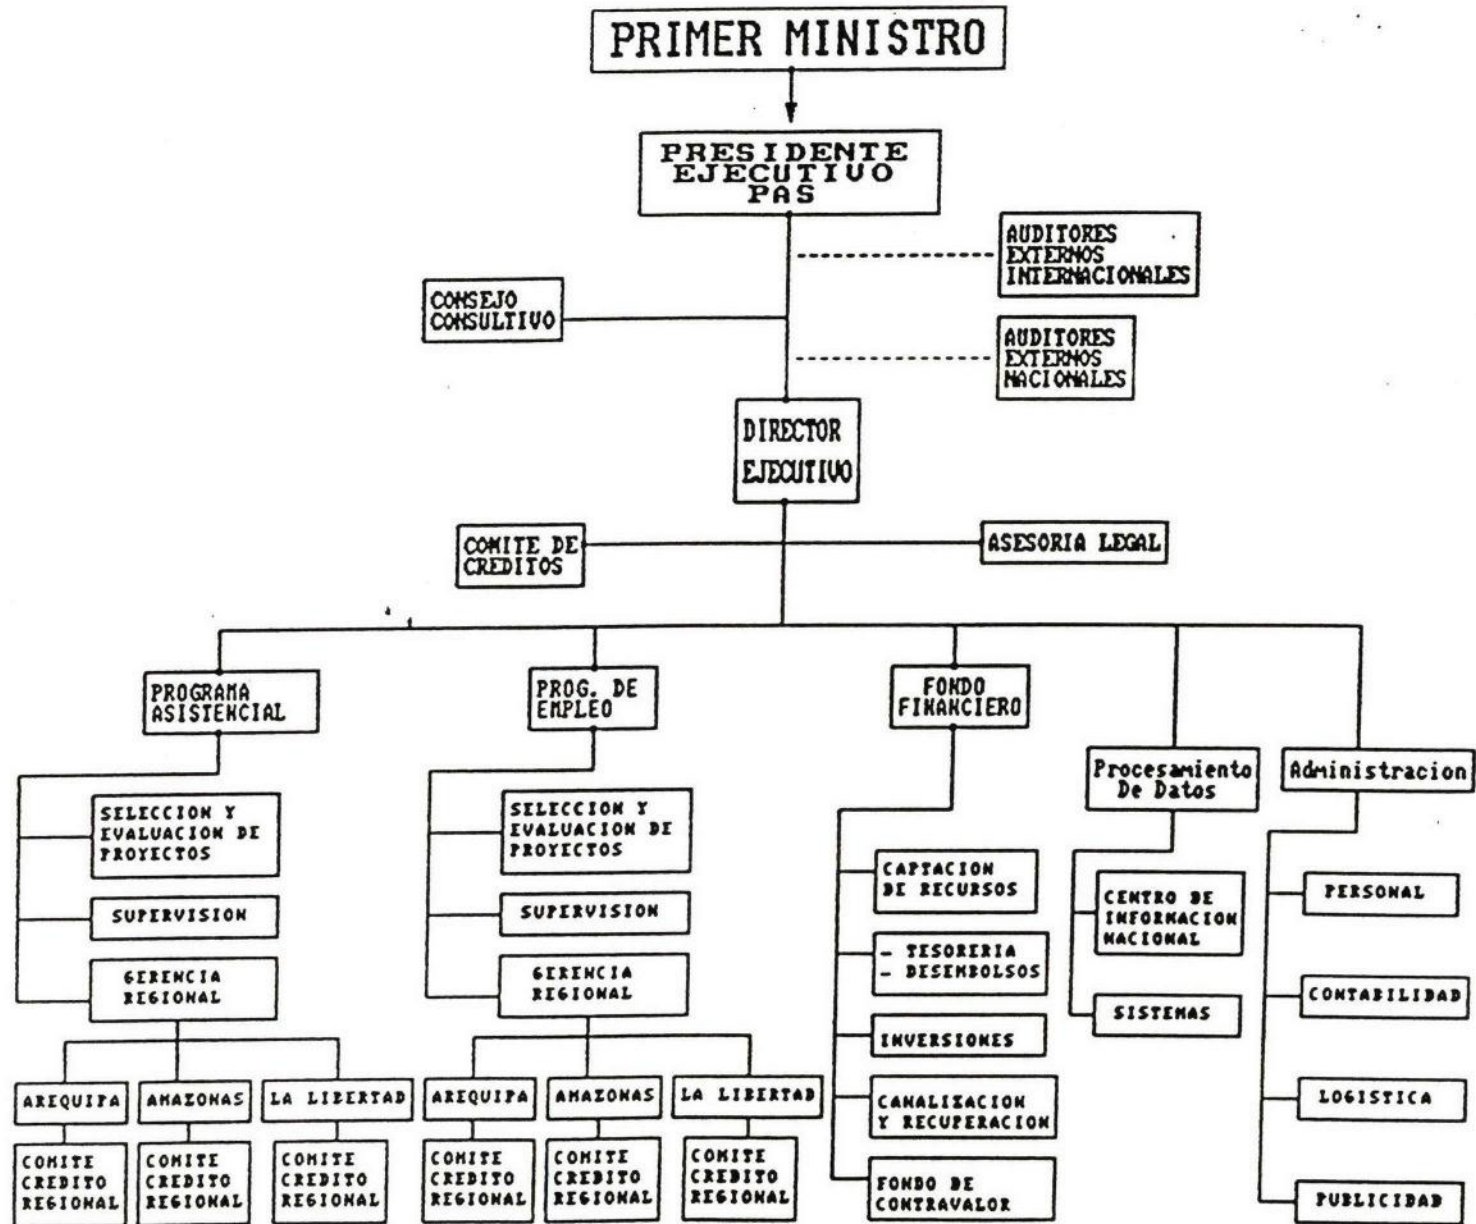 PRIMER MINISTRO
PRESIDENTE
EJECUTIVO
PAS
AUDITORES
EXTERNOS
INTERNACIONALES
CONSEJO
CONSULTIVO
AUDITORES
EXTERNOS
NACIONALES
DIRECTOR
EJECUTIVO
COMITE DE
CREDITOS
ASESORIA LEGAL
PROGRAMA
ASISTENCIAL
PROG. DE
EMPLEO
FONDO
FINANCIERO
Procesamiento
De Datos
Administracion
SELECCION Y
EVALUACION DE
PROYECTOS
SUPERVISION
GERENCIA
REGIONAL
AREQUIPA
AMAZONAS
LA LIBERTAD
COMITE
CREDITO
REGIONAL
COMITE
CREDITO
REGIONAL
COMITE
CREDITO
REGIONAL
SELECCION Y
EVALUACION DE
PROYECTOS
SUPERVISION
GERENCIA
REGIONAL
AREQUIPA
AMAZONAS
LA LIBERTAD
COMITE
CREDITO
REGIONAL
COMITE
CREDITO
REGIONAL
COMITE
CREDITO
REGIONAL
CAPTACION
DE RECURSOS
- TESORERIA
- DESEMBOLSOS
INVERSIONES
CANALIZACION
Y RECUPERACION
FONDO DE
CONTRAVALOR
CENTRO DE
INFORMACION
NACIONAL
SISTEMAS
PERSONAL
CONTABILIDAD
LOGISTICA
PUBLICIDAD